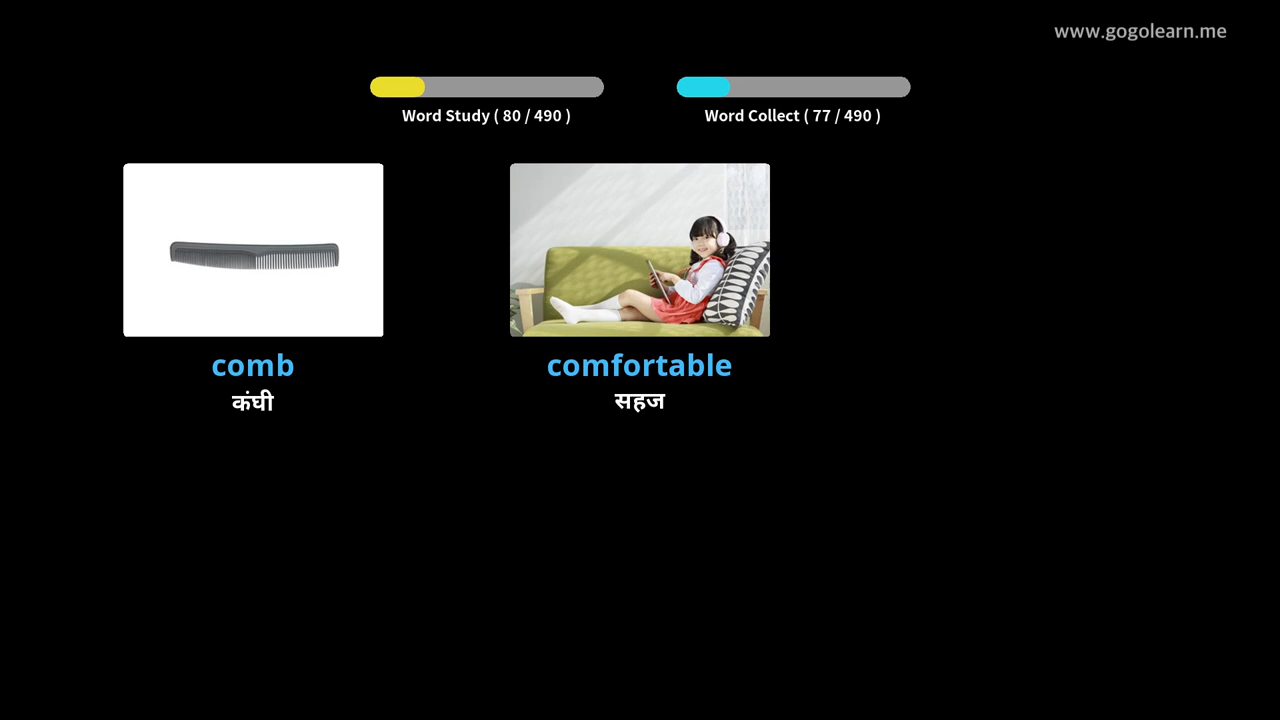 www.gogolearn.me
Word Study ( 80 / 490 )
Word Collect ( 77 / 490 )
comb
कंघी
comfortable
सहज